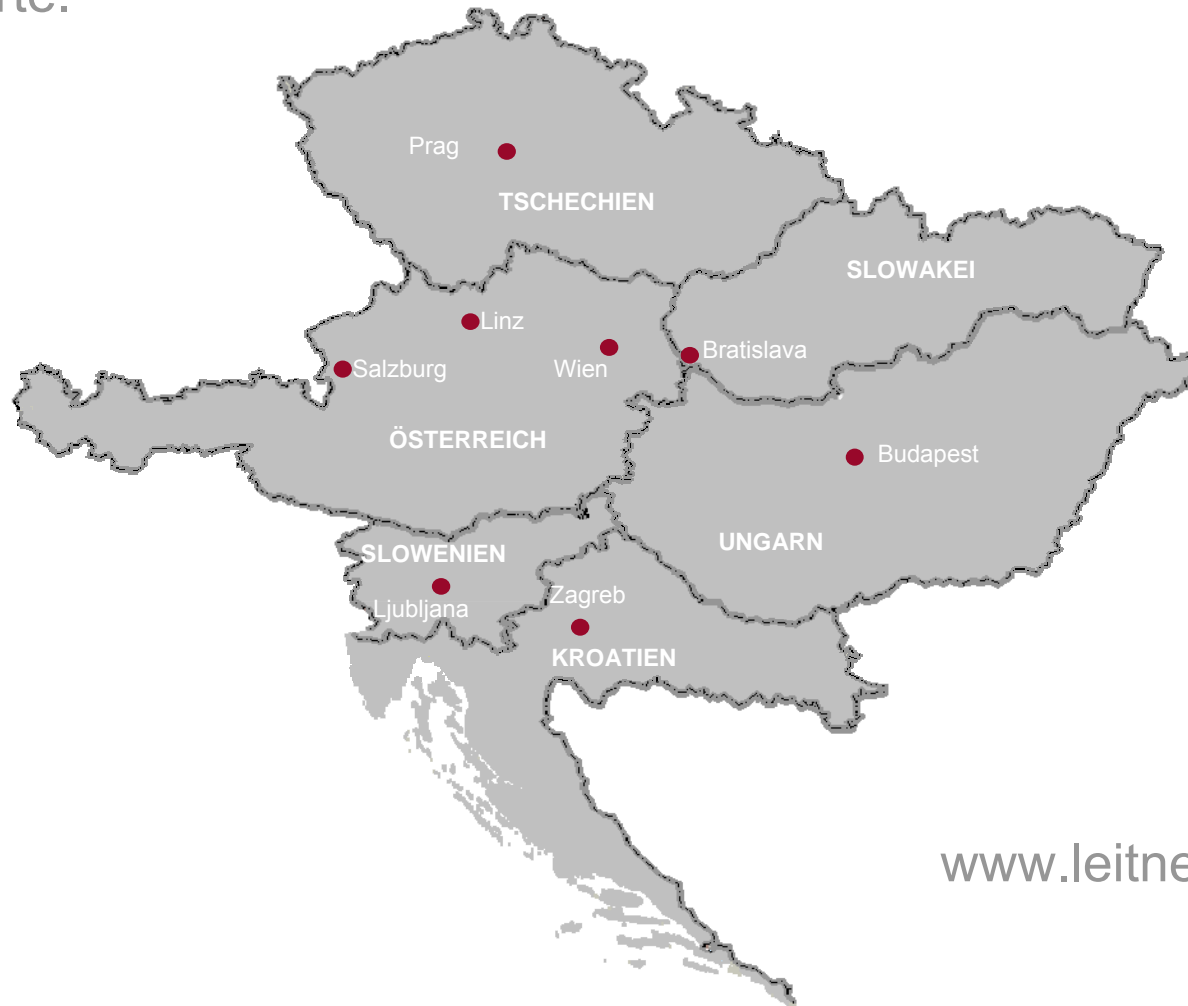 Prag
TSCHECHIEN
SLOWAKEI
Linz
Bratislava
Salzburg
Wien
ÖSTERREICH
Budapest
UNGARN
SLOWENIEN
Zagreb
Ljubljana
KROATIEN